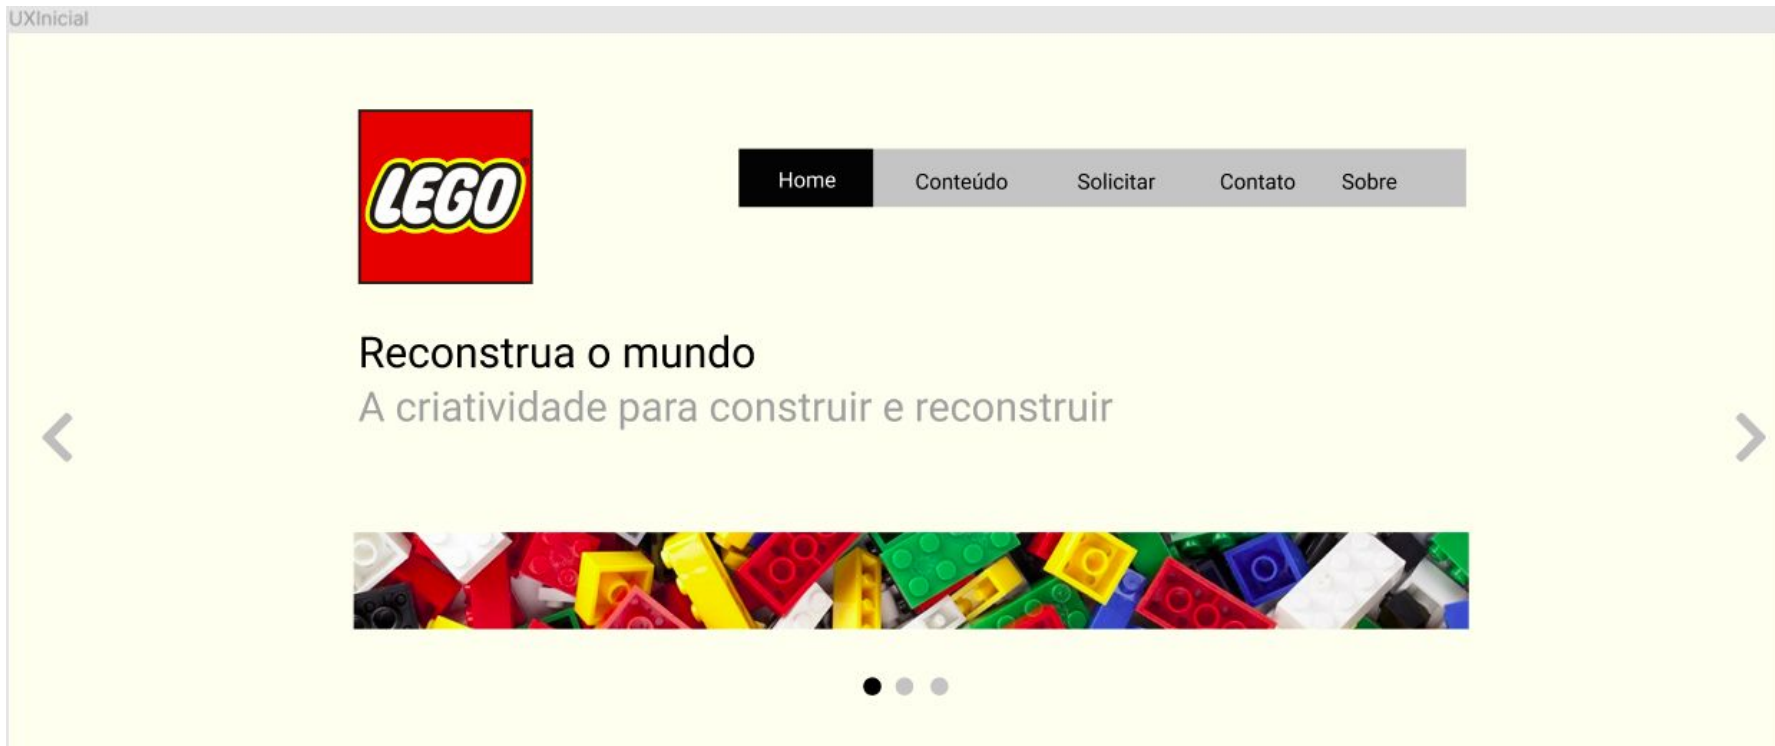 UXInicial
LEGO
Home Conteúdo Solicitar Contato Sobre
Reconstrua o mundo
A criatividade para construir e reconstruir